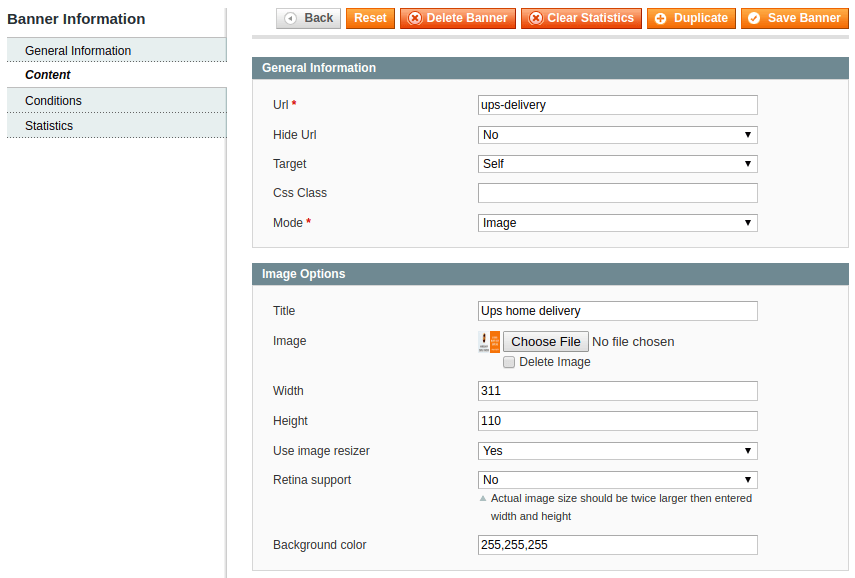 Banner Information
General Information
Content
Conditions
Statistics
Back Reset Delete Banner Clear Statistics Duplicate Save Banner
General Information
Url * ups-delivery
Hide Url No
Target Self
Css Class
Mode * Image
Image Options
Title Ups home delivery
Image Choose File No file chosen
Delete Image
Width 311
Height 110
Use image resizer Yes
Retina support No
Actual image size should be twice larger then entered
width and height
Background color 255,255,255